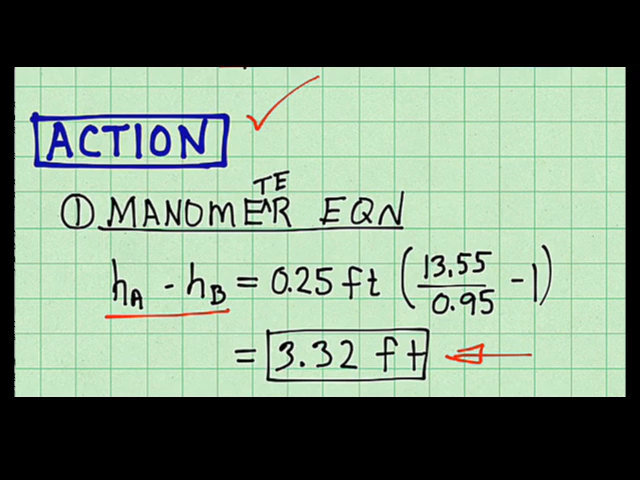 ACTION
① MANOMETER EQN
hA - hB = 0.25 ft (13.55/0.95 - 1)
= 3.32 ft